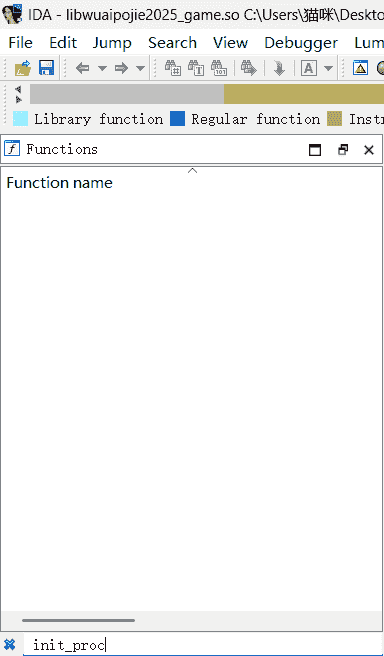 IDA - libwuaipojie2025_game.so C:\Users\猫咪\Deskto
File Edit Jump Search View Debugger Lum
Library function Regular function Instr
Functions
Function name
init_proc